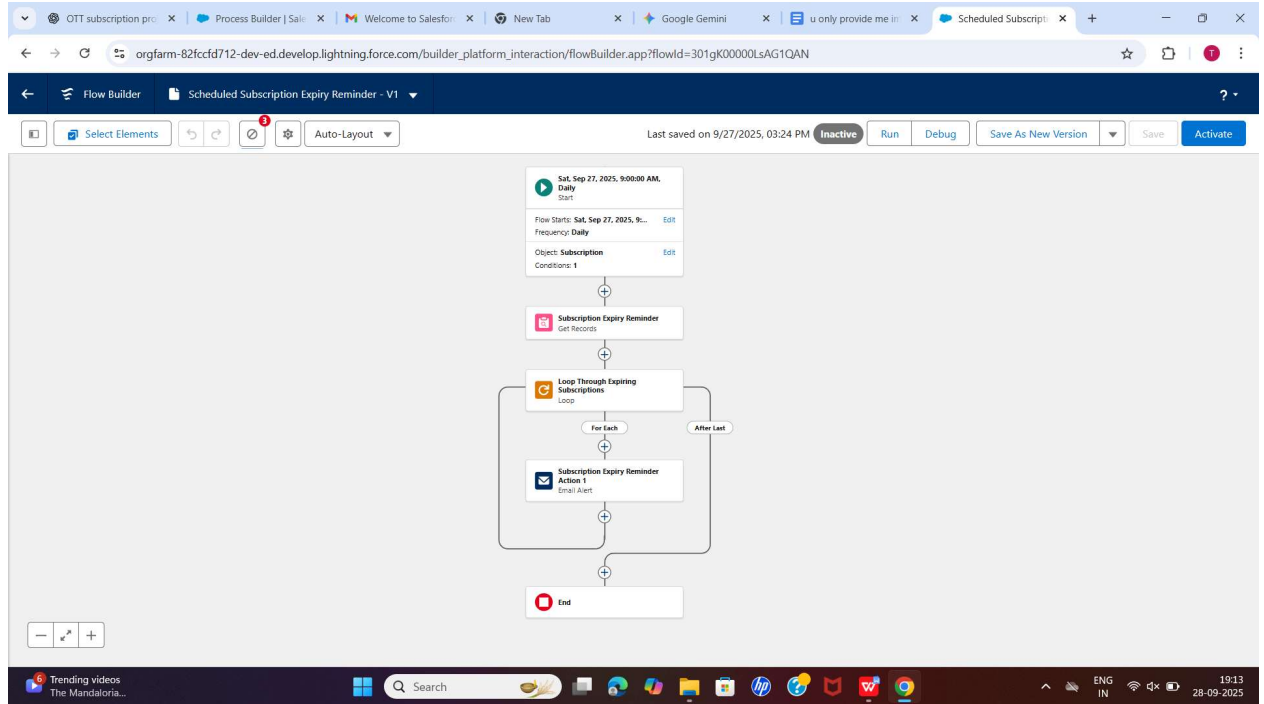 OTT subscription pro
Process Builder | Sale
Welcome to Salesfor
New Tab
Google Gemini
u only provide me in
Scheduled Subscripti
orgfarm-82fccfd712-dev-ed.develop.lightning.force.com/builder_platform_interaction/flowBuilder.app?flowId=301gK00000LsAG1QAN
T
Flow Builder
Scheduled Subscription Expiry Reminder - V1
?
Select Elements
3
Auto-Layout
Last saved on 9/27/2025, 03:24 PM
Inactive
Run
Debug
Save As New Version
Save
Activate
Sat, Sep 27, 2025, 9:00:00 AM,
Daily
Start
Flow Starts: Sat, Sep 27, 2025, 9:... Edit
Frequency: Daily
Object: Subscription Edit
Conditions: 1
Subscription Expiry Reminder
Get Records
Loop Through Expiring
Subscriptions
Loop
For Each
After Last
Subscription Expiry Reminder
Action 1
Email Alert
End
6
Trending videos
The Mandaloria...
Search
hp
W
ENG
IN
19:13
28-09-2025